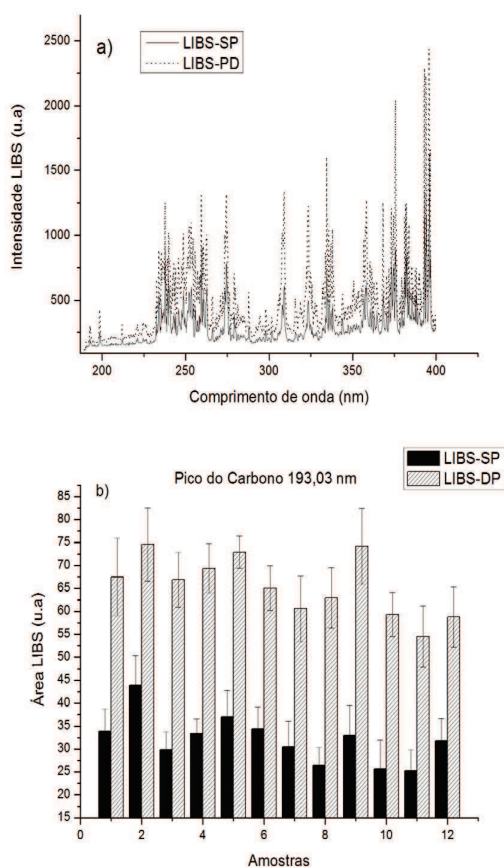 a)
LIBS-SP
LIBS-PD
2500
2000
1500
1000
500
Intensidade LIBS (u.a)
200
250
300
350
400
Comprimento de onda (nm)
LIBS-SP
LIBS-DP
b)
Pico do Carbono 193,03 nm
85
80
75
70
65
60
55
50
45
40
35
30
25
20
15
Área LIBS (u.a)
0
2
4
6
8
10
12
Amostras